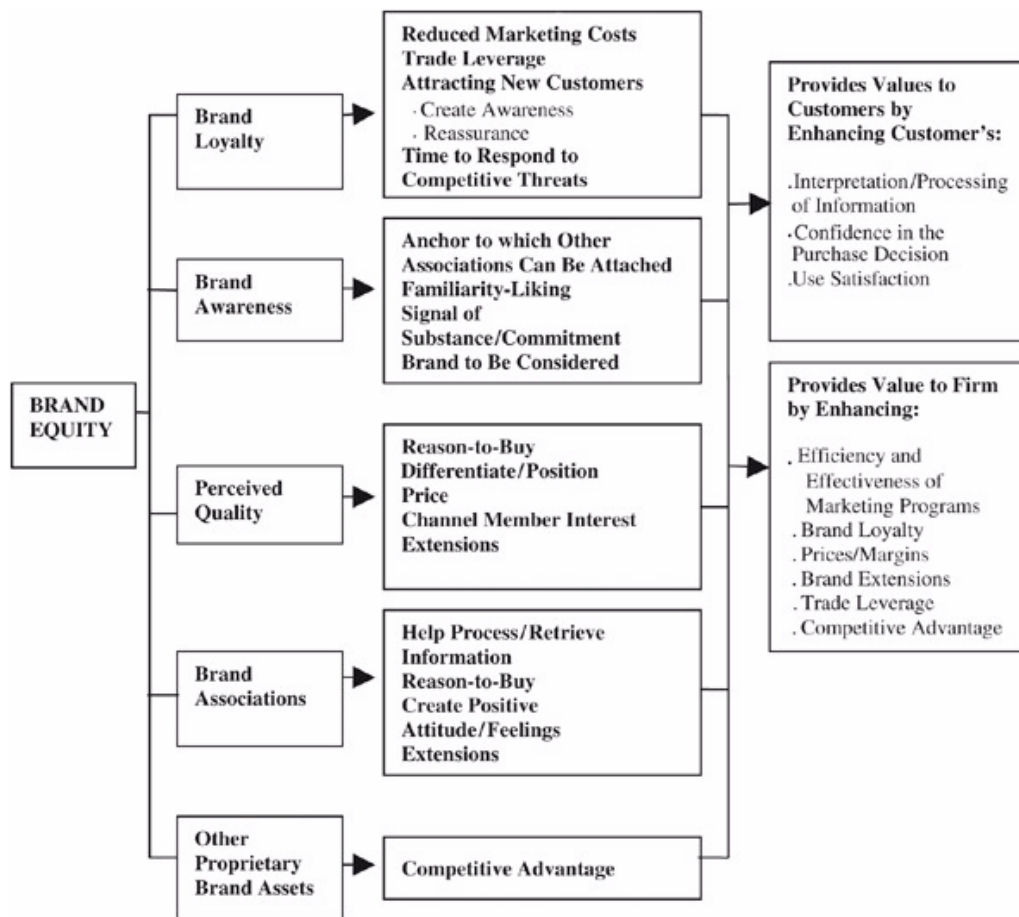 BRAND
EQUITY
Brand
Loyalty
Reduced Marketing Costs
Trade Leverage
Attracting New Customers
· Create Awareness
· Reassurance
Time to Respond to
Competitive Threats
Brand
Awareness
Anchor to which Other
Associations Can Be Attached
Familiarity-Liking
Signal of
Substance/Commitment
Brand to Be Considered
Perceived
Quality
Reason-to-Buy
Differentiate/Position
Price
Channel Member Interest
Extensions
Brand
Associations
Help Process/Retrieve
Information
Reason-to-Buy
Create Positive
Attitude/Feelings
Extensions
Other
Proprietary
Brand Assets
Competitive Advantage
Provides Values to
Customers by
Enhancing Customer's:
.Interpretation/Processing
of Information
·Confidence in the
Purchase Decision
.Use Satisfaction
Provides Value to Firm
by Enhancing:
. Efficiency and
Effectiveness of
Marketing Programs
. Brand Loyalty
. Prices/Margins
. Brand Extensions
. Trade Leverage
. Competitive Advantage